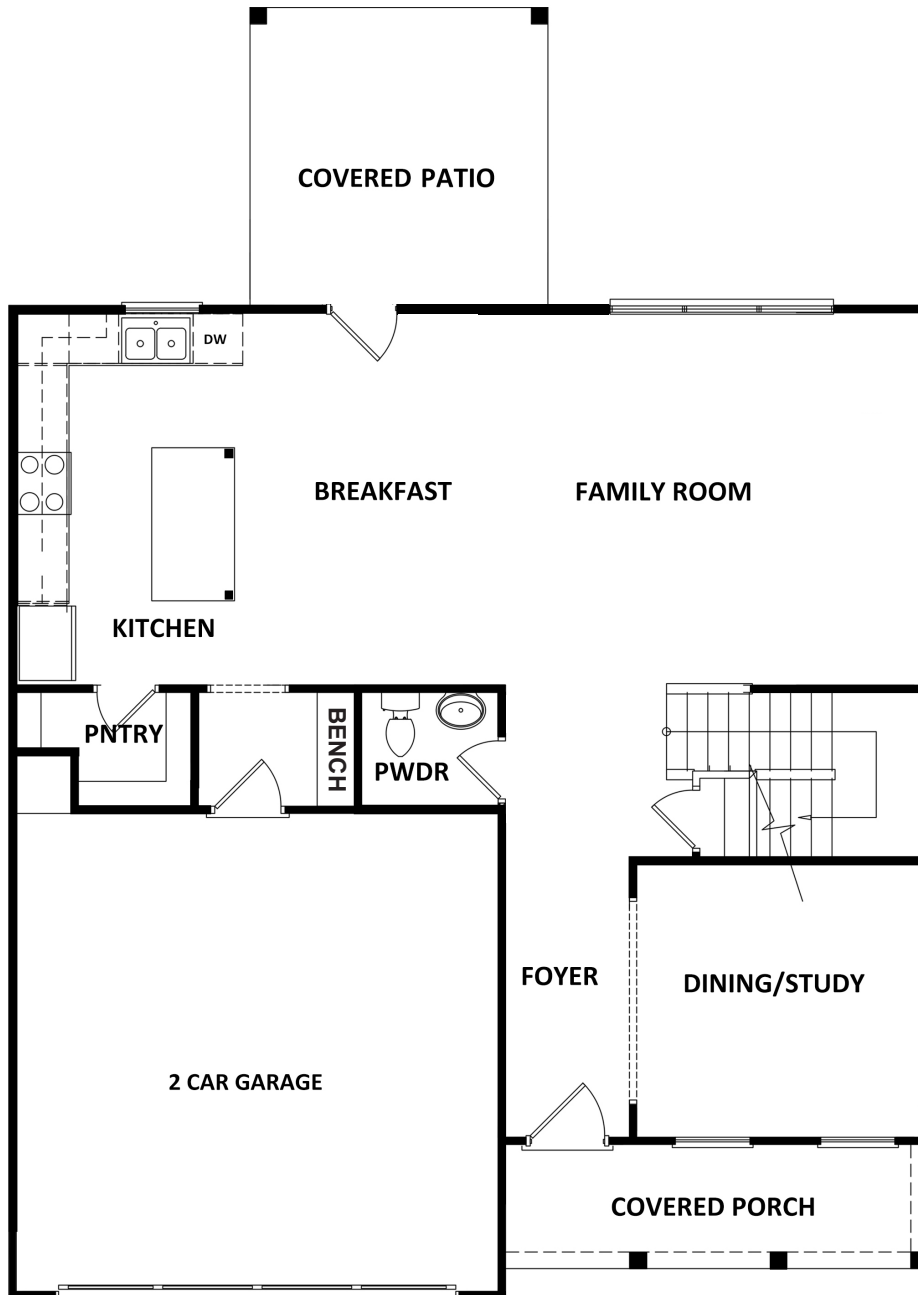 COVERED PATIO
DW
BREAKFAST
FAMILY ROOM
KITCHEN
PNTRY
BENCH
PWDR
FOYER
DINING/STUDY
2 CAR GARAGE
COVERED PORCH